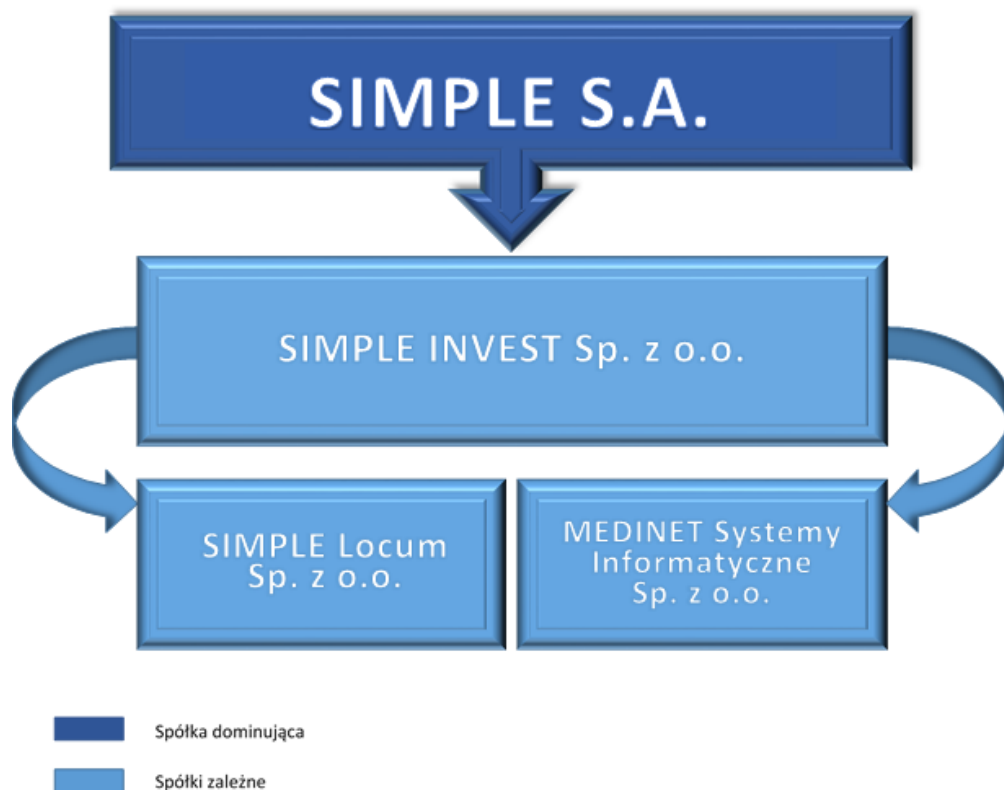 SIMPLE S.A.
SIMPLE INVEST Sp. z o.o.
SIMPLE Locum
Sp. z o.o.
MEDINET Systemy
Informatyczne
Sp. z o.o.
Spółka dominująca
Spółki zależne